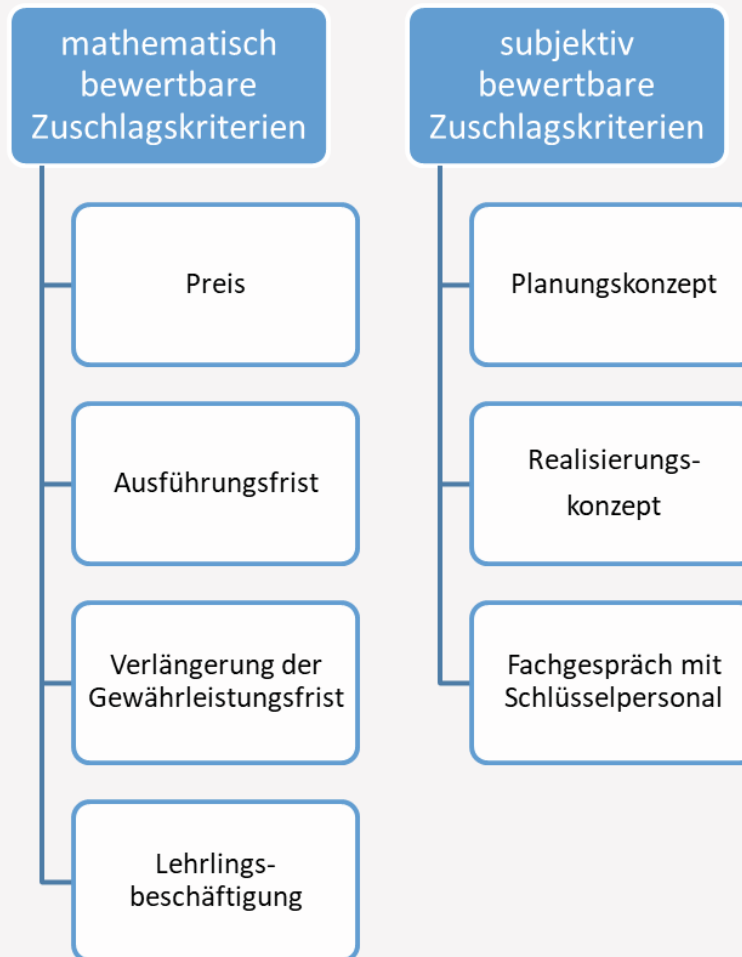 mathematisch
bewertbare
Zuschlagskriterien
Preis
Ausführungsfrist
Verlängerung der
Gewährleistungsfrist
Lehrlings-
beschäftigung
subjektiv
bewertbare
Zuschlagskriterien
Planungskonzept
Realisierungs-
konzept
Fachgespräch mit
Schlüsselpersonal